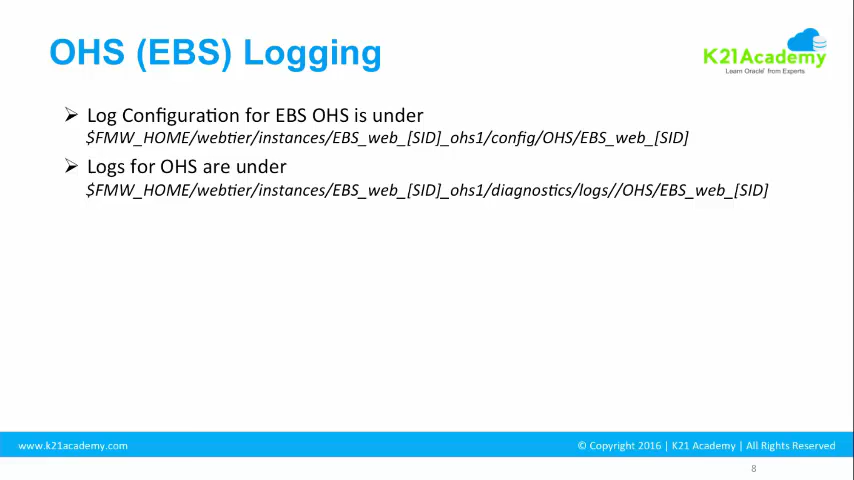 OHS (EBS) Logging
K21Academy
Learn Oracle® from Experts
➢ Log Configuration for EBS OHS is under
$FMW_HOME/webtier/instances/EBS_web_[SID]_ohs1/config/OHS/EBS_web_[SID]
➢ Logs for OHS are under
$FMW_HOME/webtier/instances/EBS_web_[SID]_ohs1/diagnostics/logs//OHS/EBS_web_[SID]
www.k21academy.com
© Copyright 2016 | K21 Academy | All Rights Reserved
8